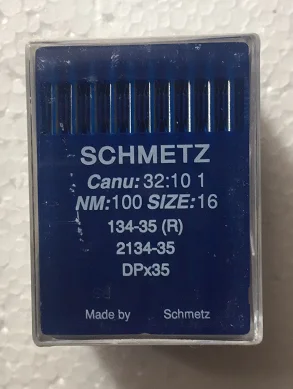 SCHMETZ
Canu: 32:10 1
NM:100 SIZE:16
134-35 (R)
2134-35
DPx35
Made by Schmetz